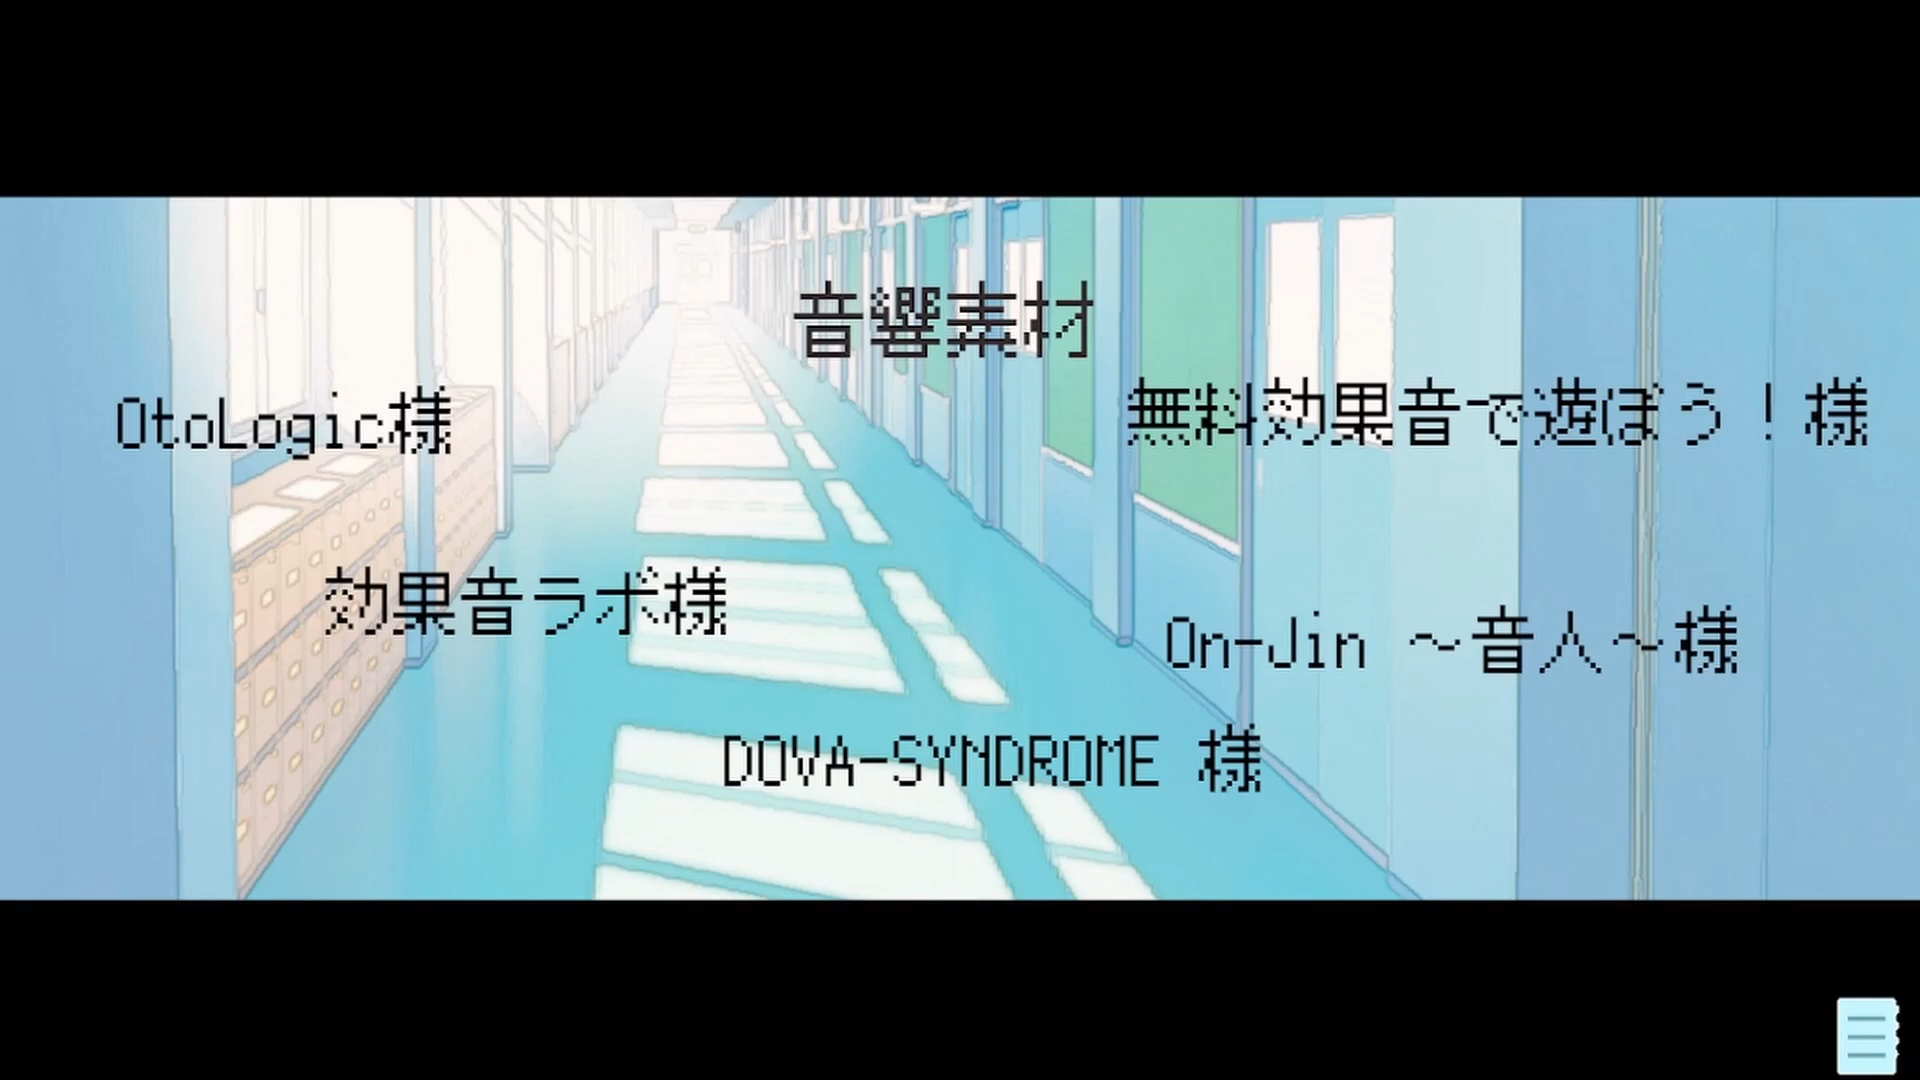 音響素材
OtoLogic様
無料効果音で遊ぼう！様
効果音ラボ様
On-Jin ～音人～様
DOVA-SYNDROME 様